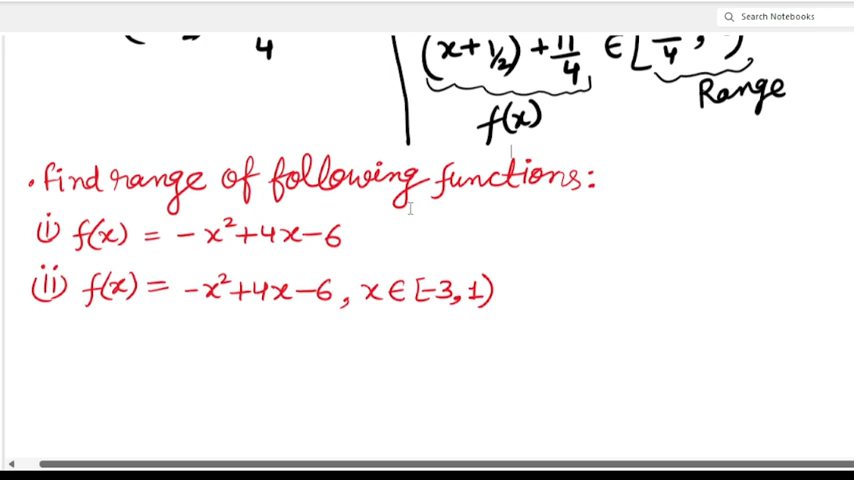 Search Notebooks
4
(x+½)+11/4 ∈[ /4 , )
f(x)
Range
. find range of following functions:
(i) f(x) = -x²+4x-6
(ii) f(x) = -x²+4x-6, x∈[-3,1)